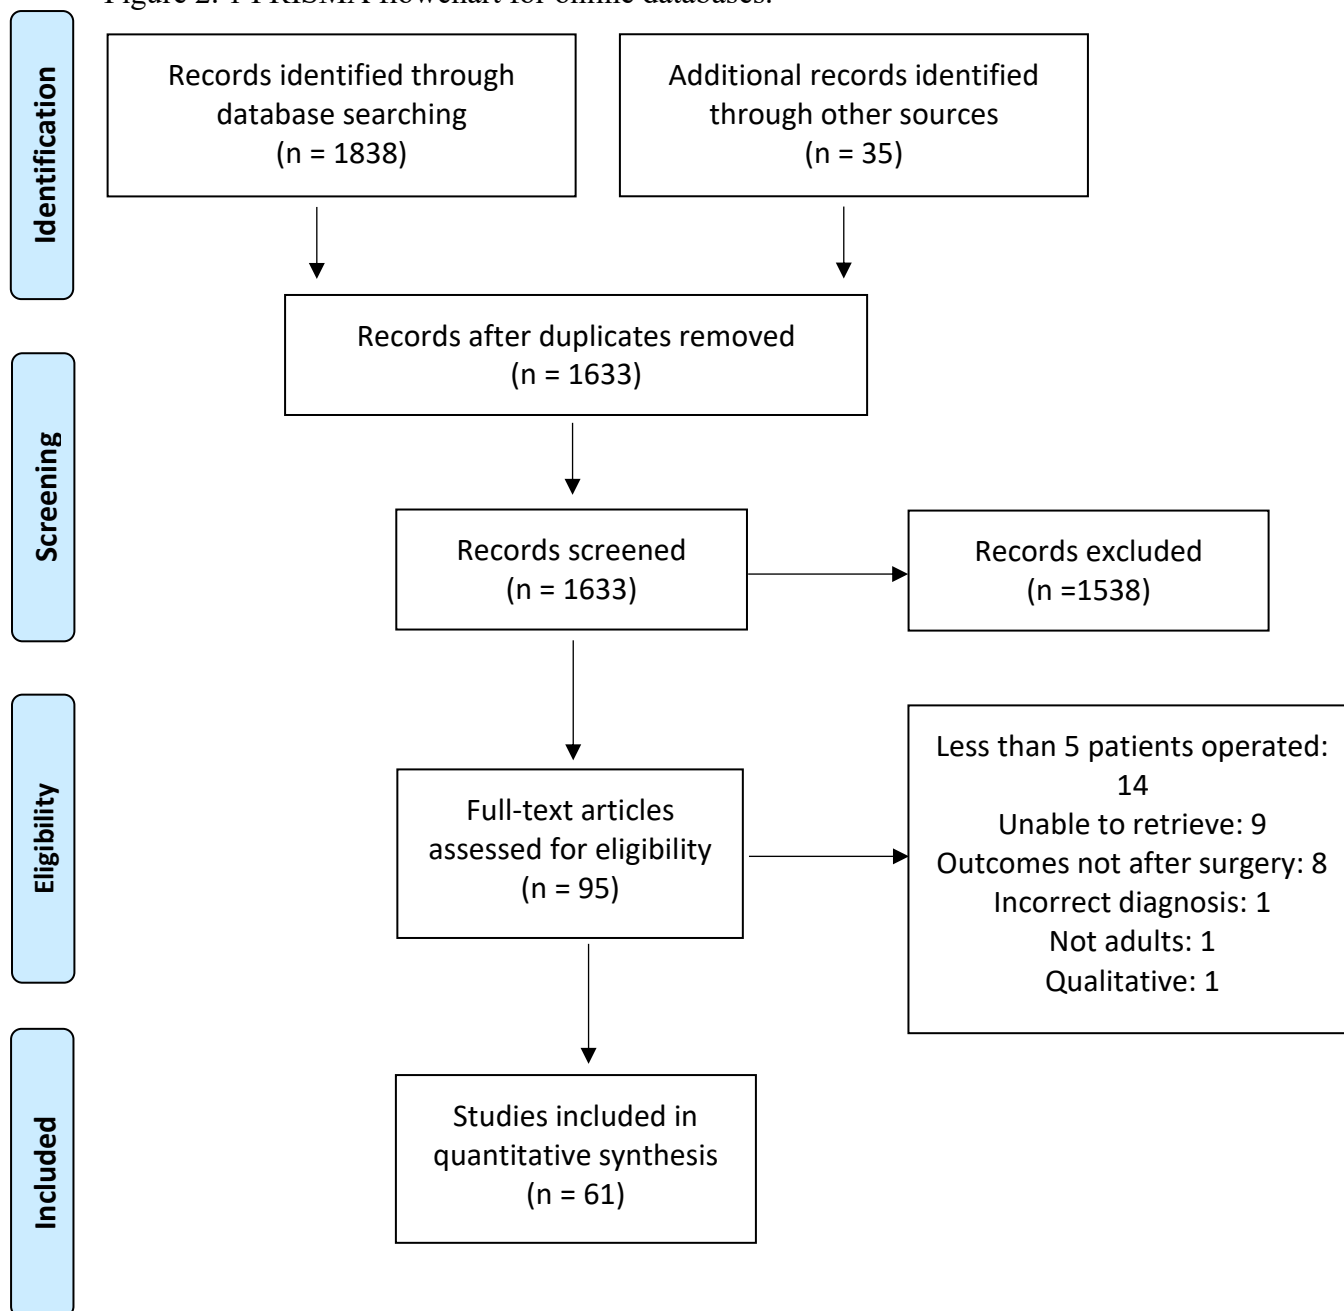 Figure 2. 1 PRISMA flowchart for online databases.
Identification
Records identified through
database searching
(n = 1838)
Additional records identified
through other sources
(n = 35)
Records after duplicates removed
(n = 1633)
Screening
Records screened
(n = 1633)
Records excluded
(n =1538)
Eligibility
Full-text articles
assessed for eligibility
(n = 95)
Less than 5 patients operated:
14
Unable to retrieve: 9
Outcomes not after surgery: 8
Incorrect diagnosis: 1
Not adults: 1
Qualitative: 1
Included
Studies included in
quantitative synthesis
(n = 61)